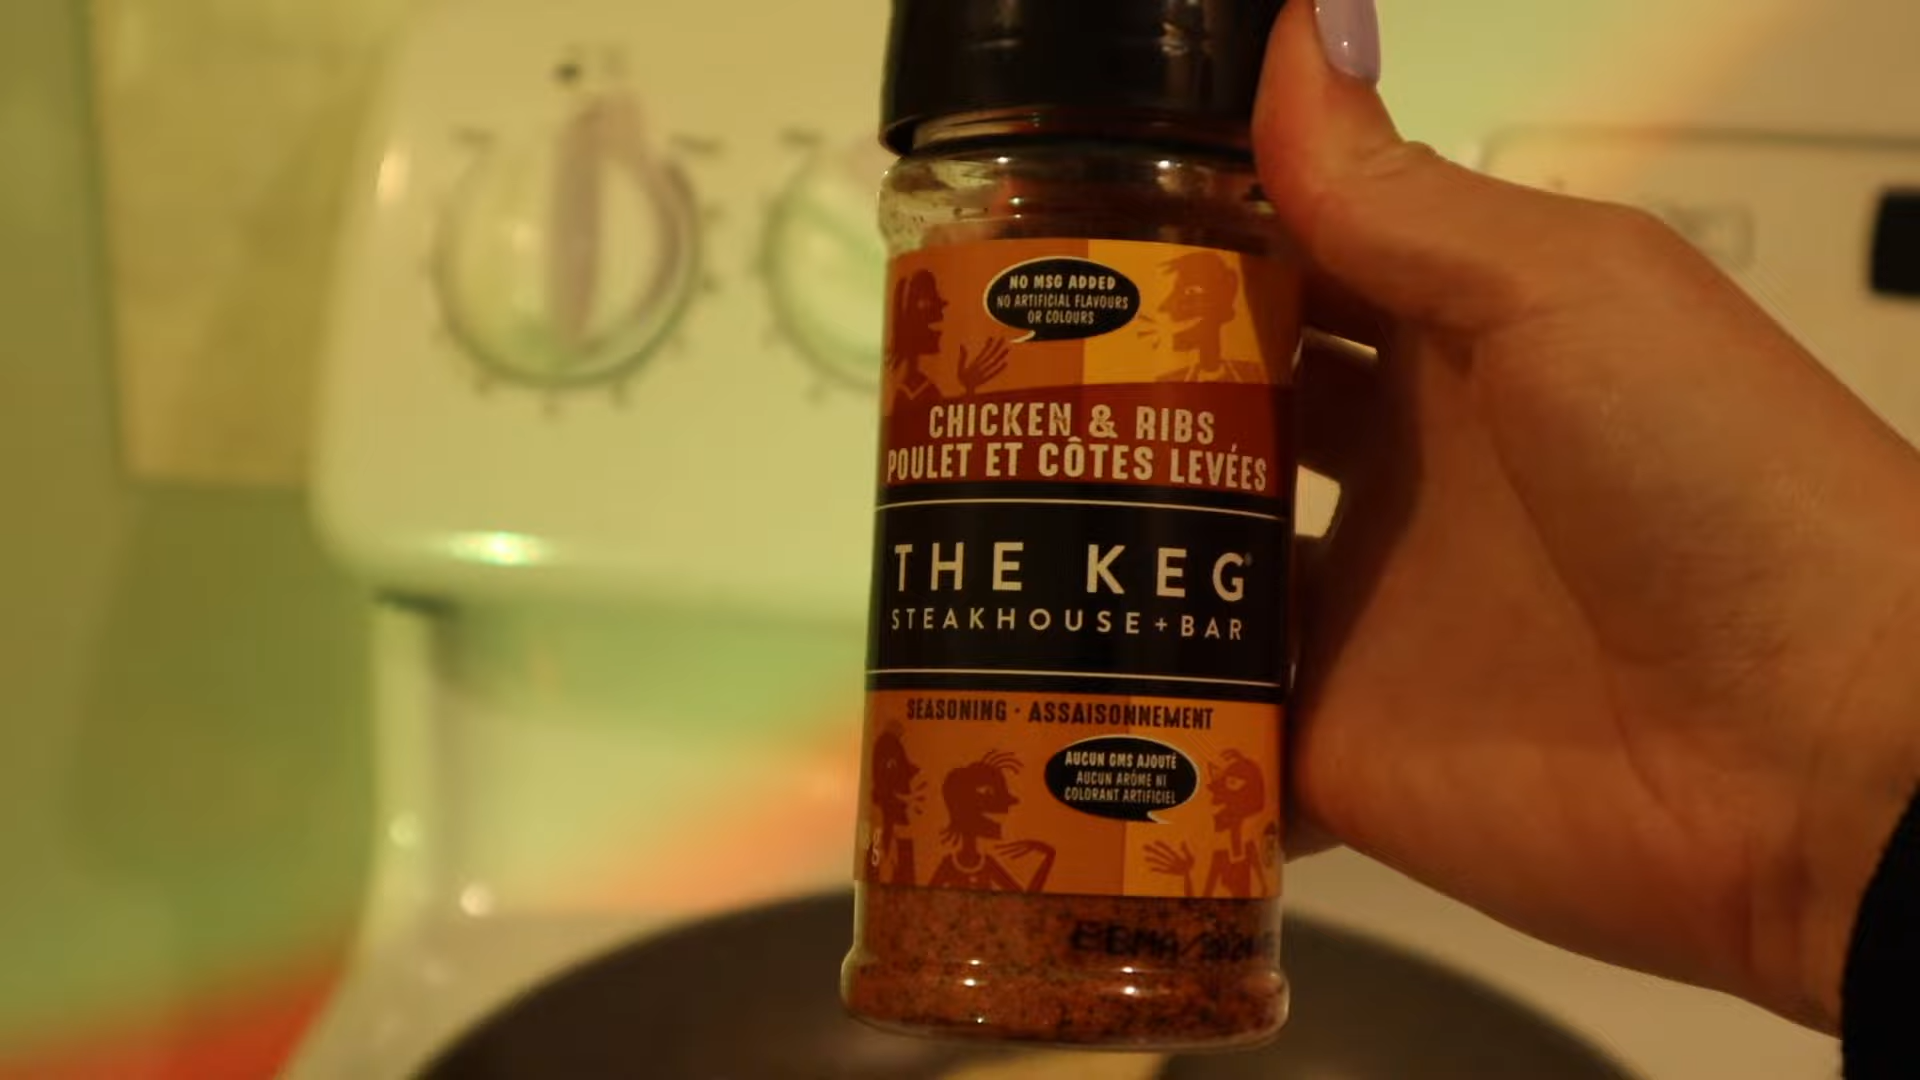 NO MSG ADDED
NO ARTIFICIAL FLAVOURS
OR COLOURS
CHICKEN & RIBS
POULET ET CÔTES LEVÉES
THE KEG
STEAKHOUSE + BAR
SEASONING · ASSAISONNEMENT
AUCUN GMS AJOUTÉ
AUCUN ARÔME NI
COLORANT ARTIFICIEL
g